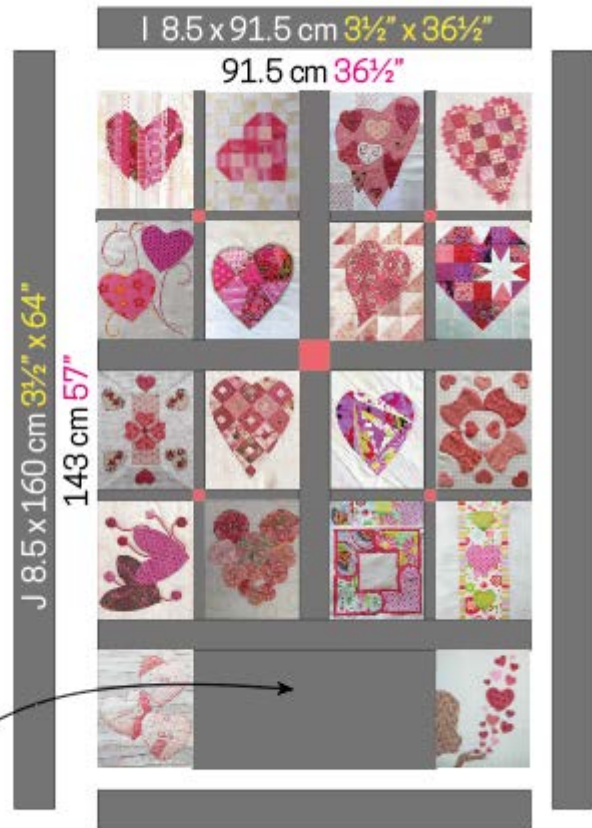 I 8.5 x 91.5 cm 3½” x 36½”
91.5 cm 36½”
J 8.5 x 160 cm 3½” x 64”
143 cm 57”